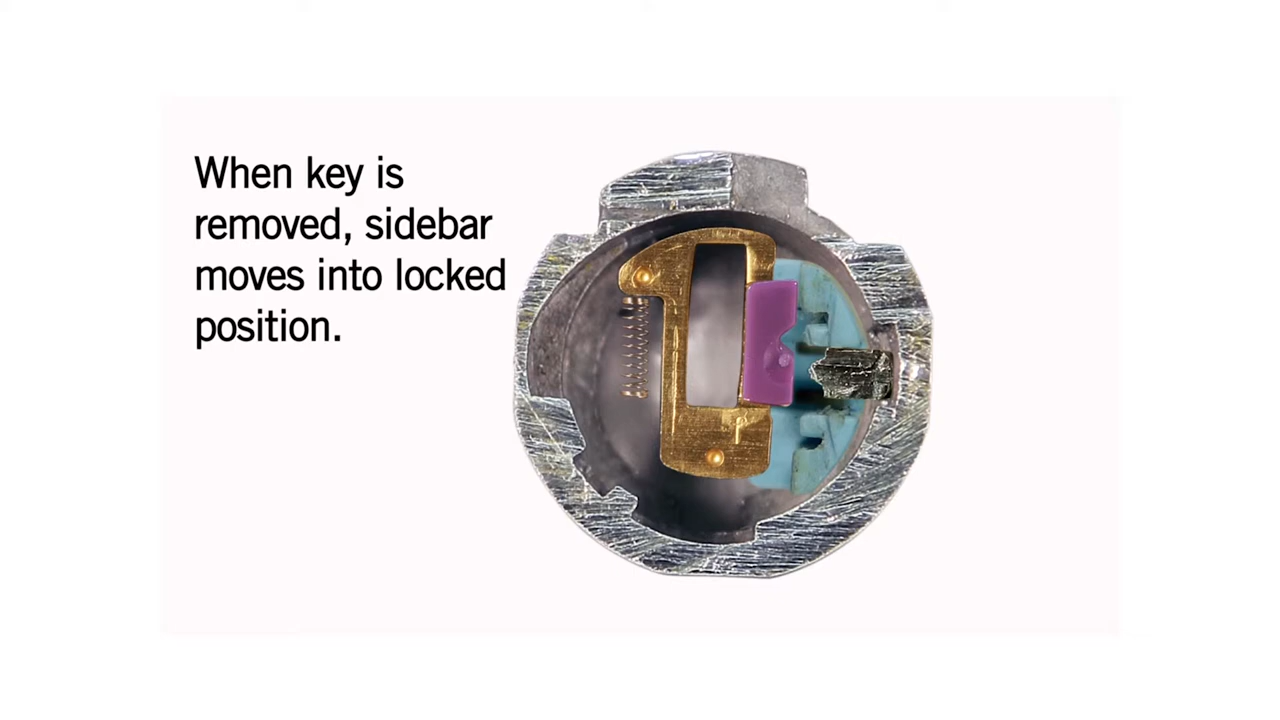 When key is
removed, sidebar
moves into locked
position.